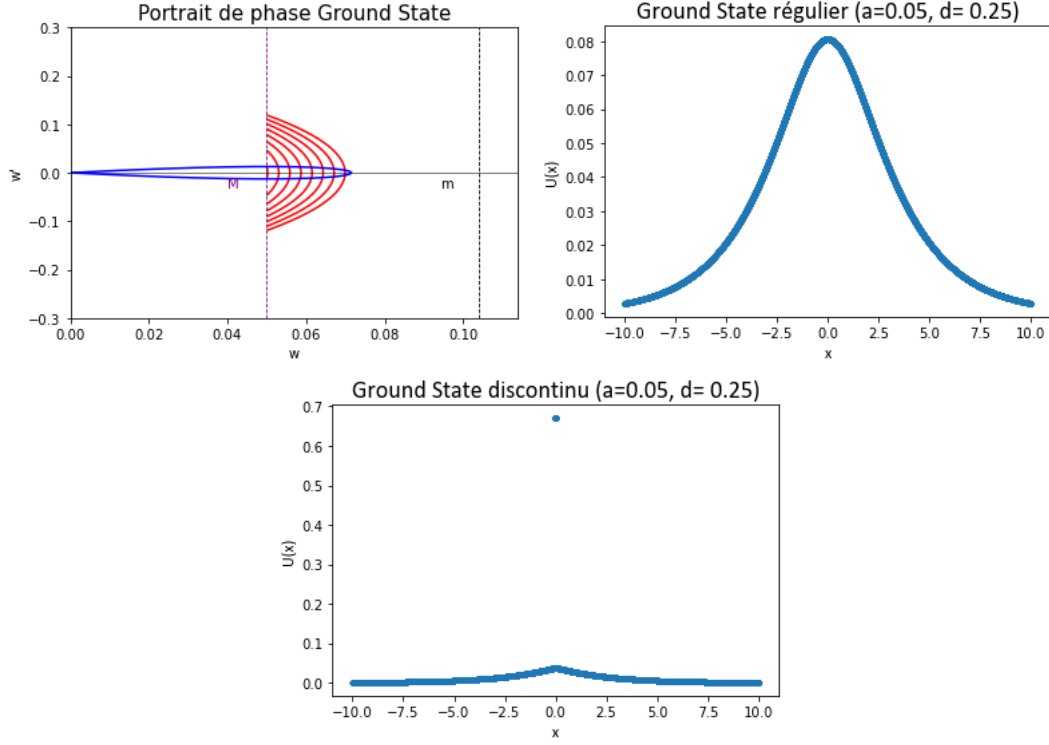 Portrait de phase Ground State
0.3
0.2
0.1
0.0
−0.1
−0.2
−0.3
w'
M
m
0.00 0.02 0.04 0.06 0.08 0.10
w
Ground State régulier (a=0.05, d= 0.25)
0.08
0.07
0.06
0.05
0.04
0.03
0.02
0.01
0.00
U(x)
−10.0 −7.5 −5.0 −2.5 0.0 2.5 5.0 7.5 10.0
x
Ground State discontinu (a=0.05, d= 0.25)
0.7
0.6
0.5
0.4
0.3
0.2
0.1
0.0
U(x)
−10.0 −7.5 −5.0 −2.5 0.0 2.5 5.0 7.5 10.0
x